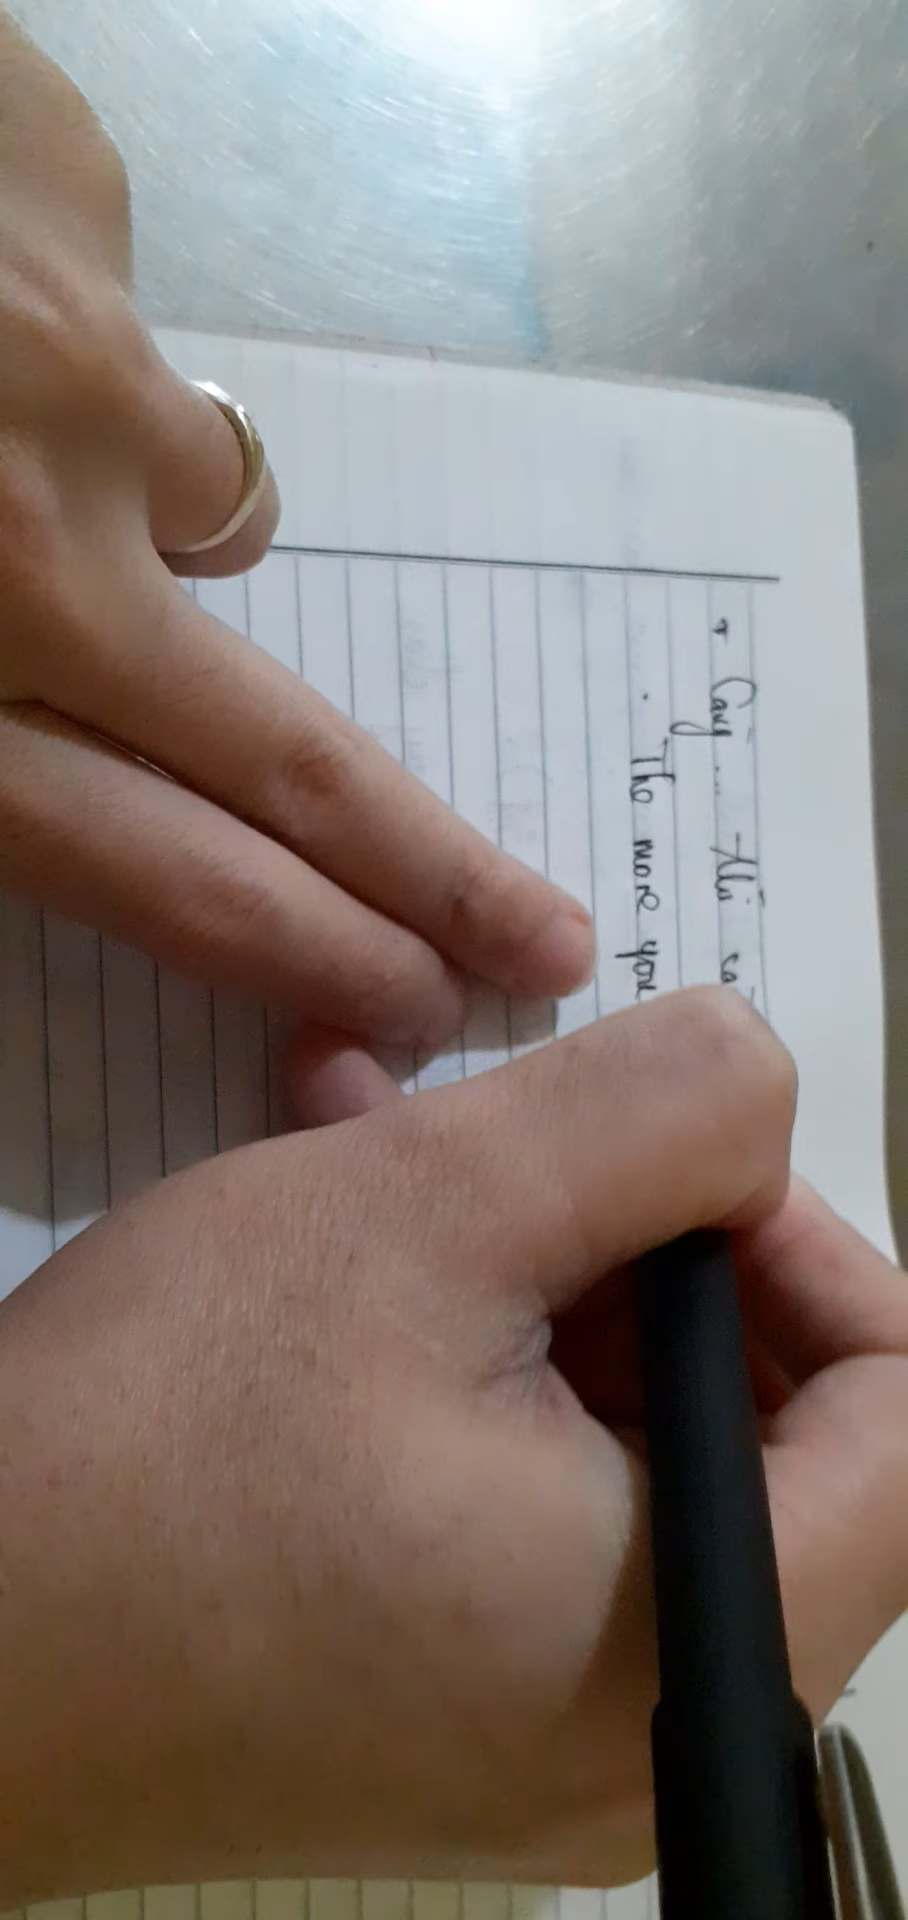 + Càng .... thì
. The more you